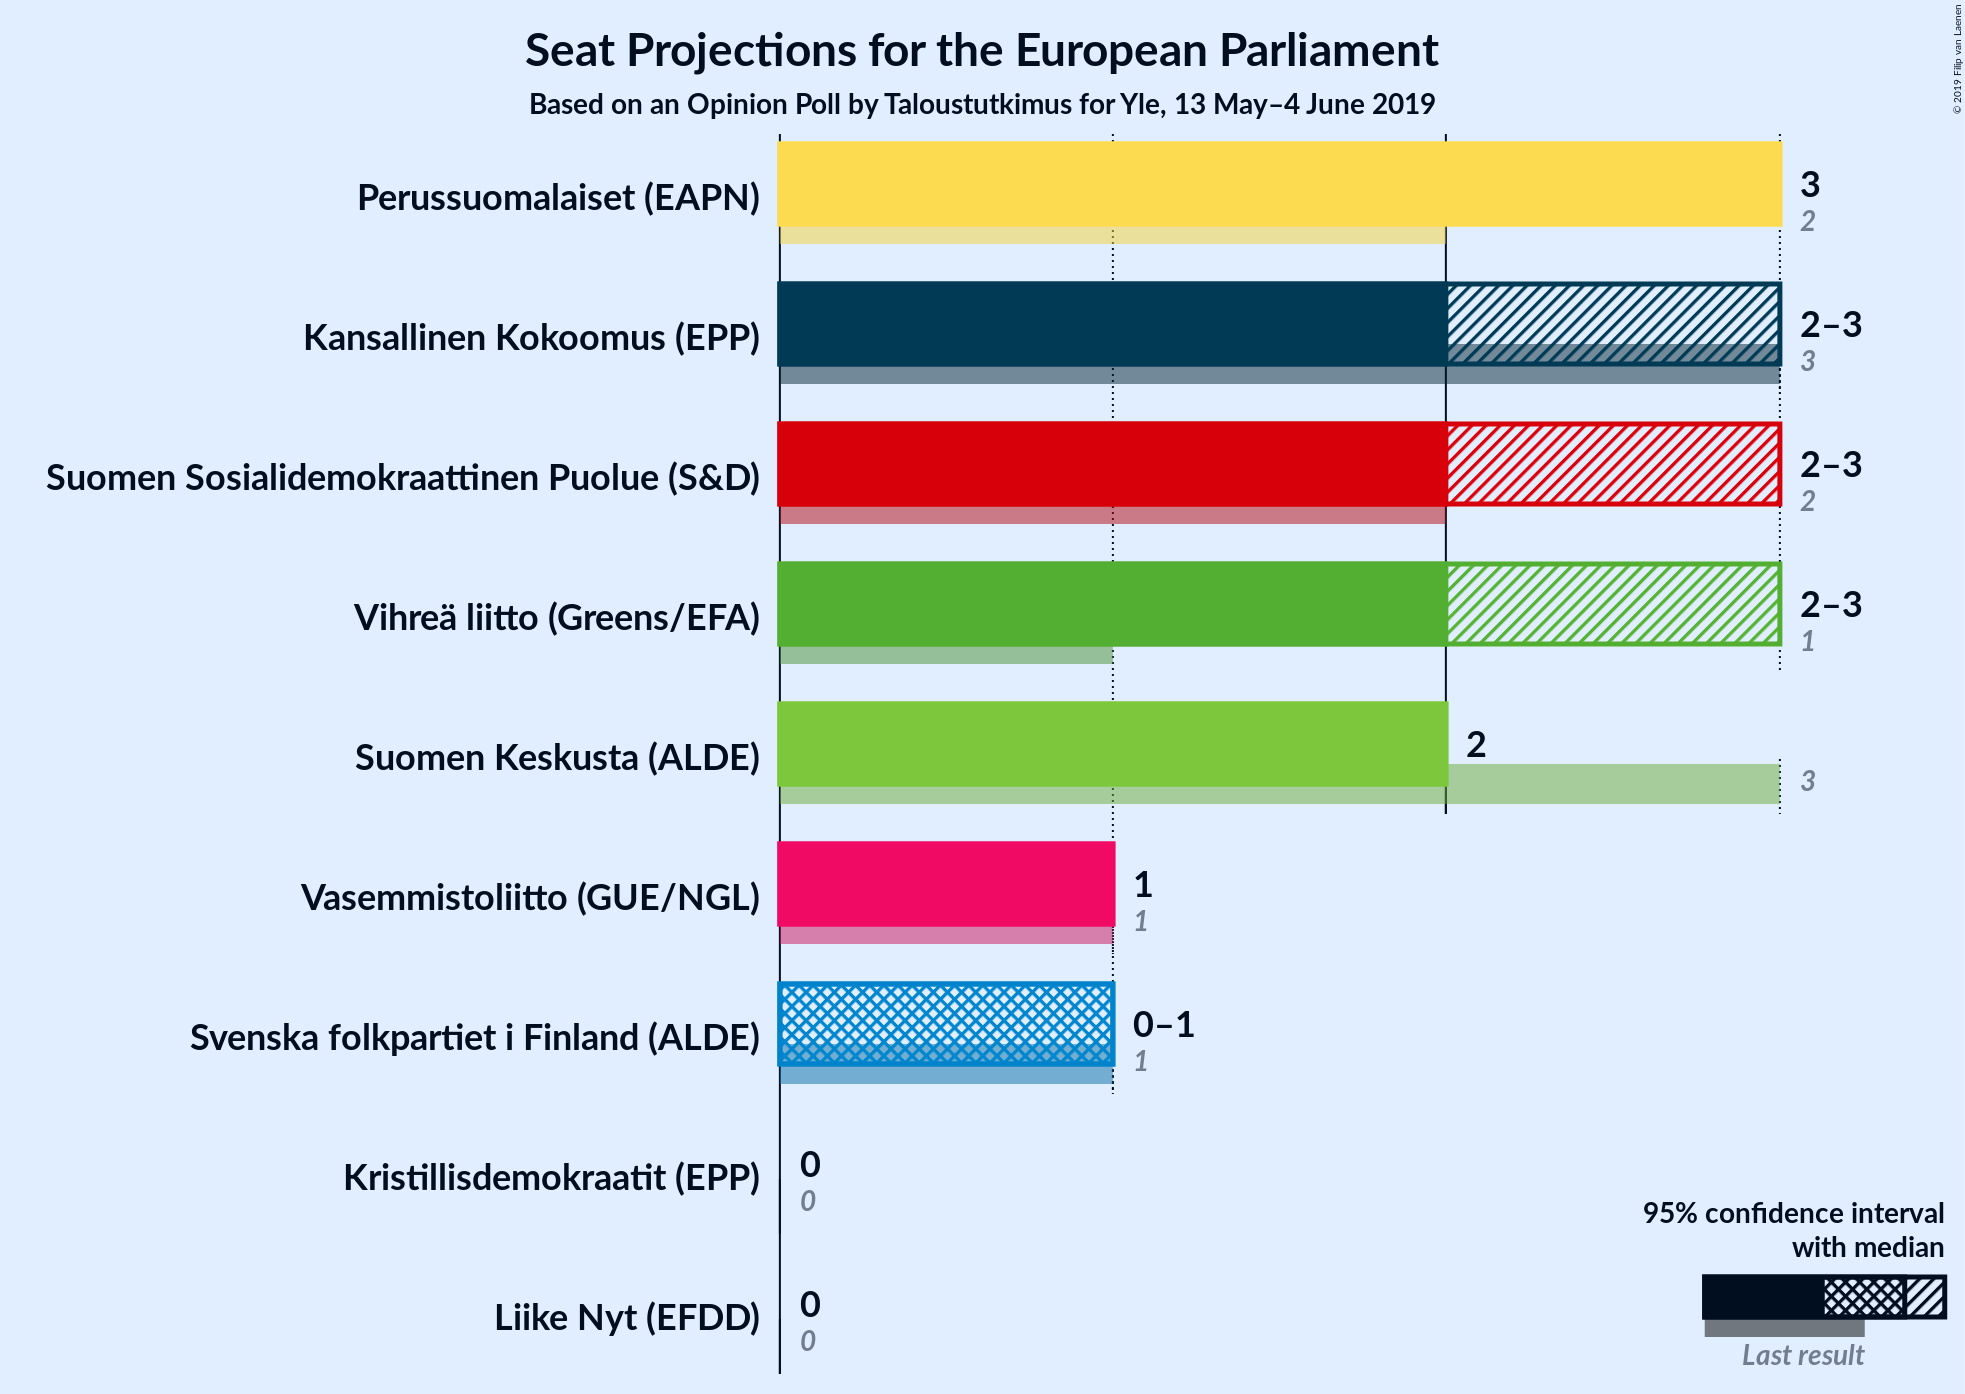 Seat Projections for the European Parliament
Based on an Opinion Poll by Taloustutkimus for Yle, 13 May–4 June 2019
© 2019 Filip van Laenen
Perussuomalaiset (EAPN)
3
2
Kansallinen Kokoomus (EPP)
2–3
3
Suomen Sosialidemokraattinen Puolue (S&D)
2–3
2
Vihreä liitto (Greens/EFA)
2–3
1
Suomen Keskusta (ALDE)
2
3
Vasemmistoliitto (GUE/NGL)
1
1
Svenska folkpartiet i Finland (ALDE)
0–1
1
Kristillisdemokraatit (EPP)
0
0
Liike Nyt (EFDD)
0
0
95% confidence interval
with median
Last result